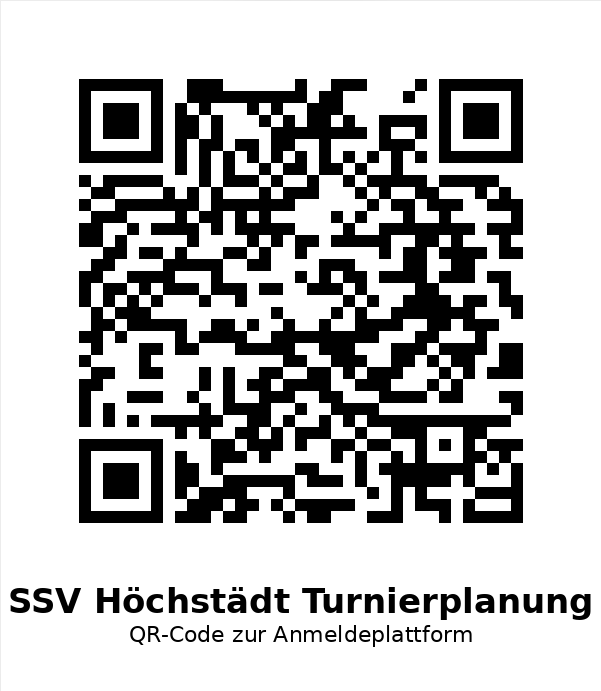 SSV Höchstädt Turnierplanung
QR-Code zur Anmeldeplattform